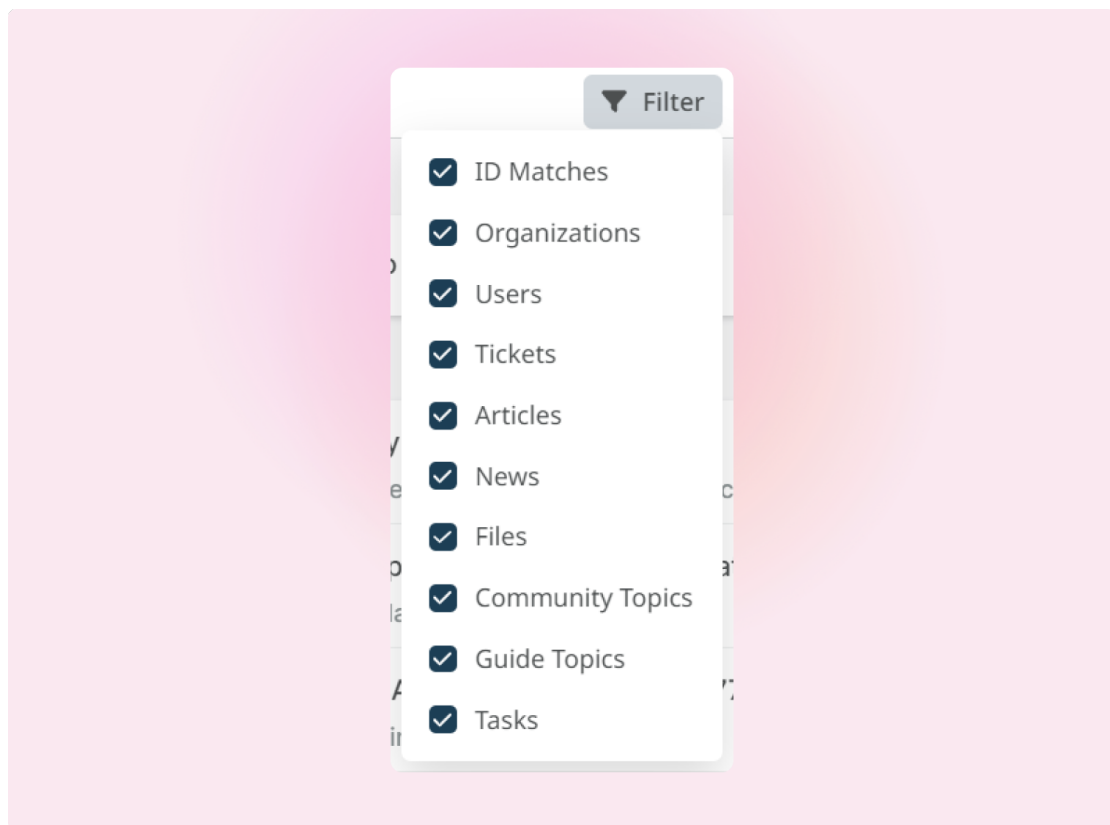 Filter
ID Matches
Organizations
Users
Tickets
Articles
News
Files
Community Topics
Guide Topics
Tasks